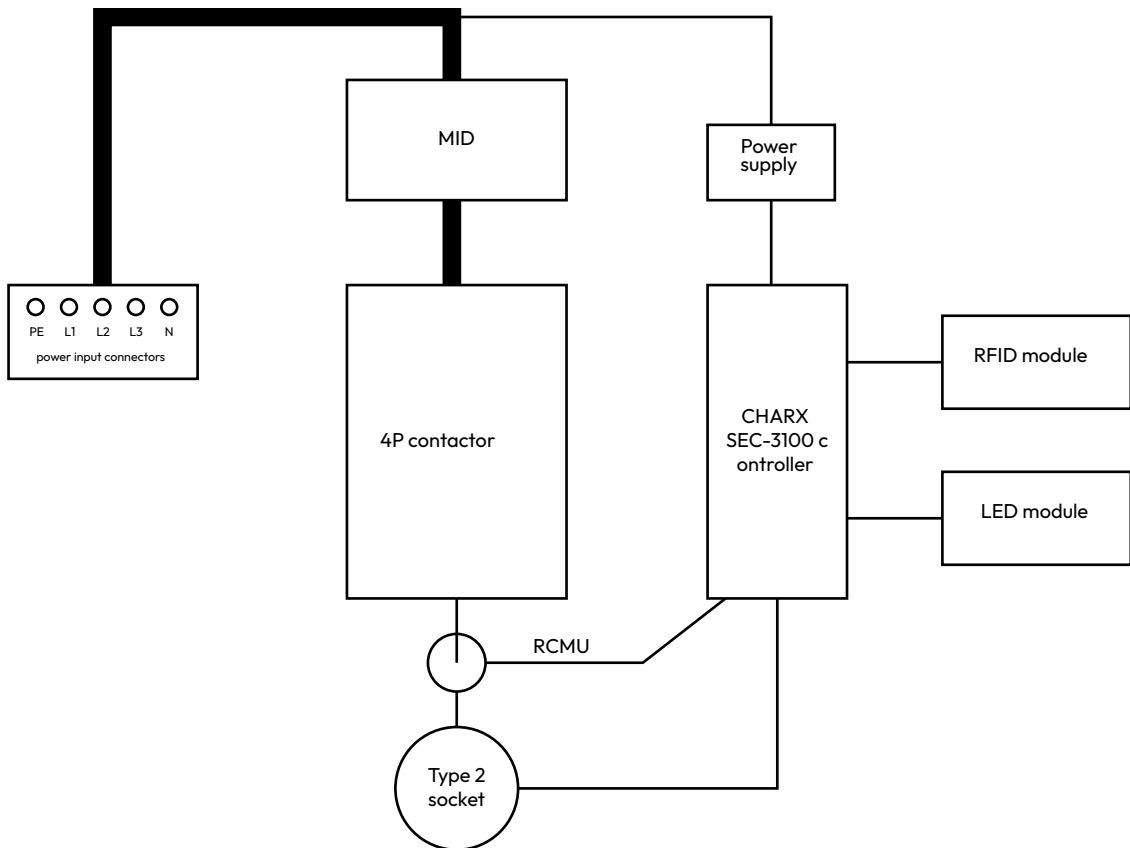 MID
Power
supply
PE L1 L2 L3 N
power input connectors
RFID module
4P contactor
CHARX
SEC-3100 c
ontroller
LED module
RCMU
Type 2
socket